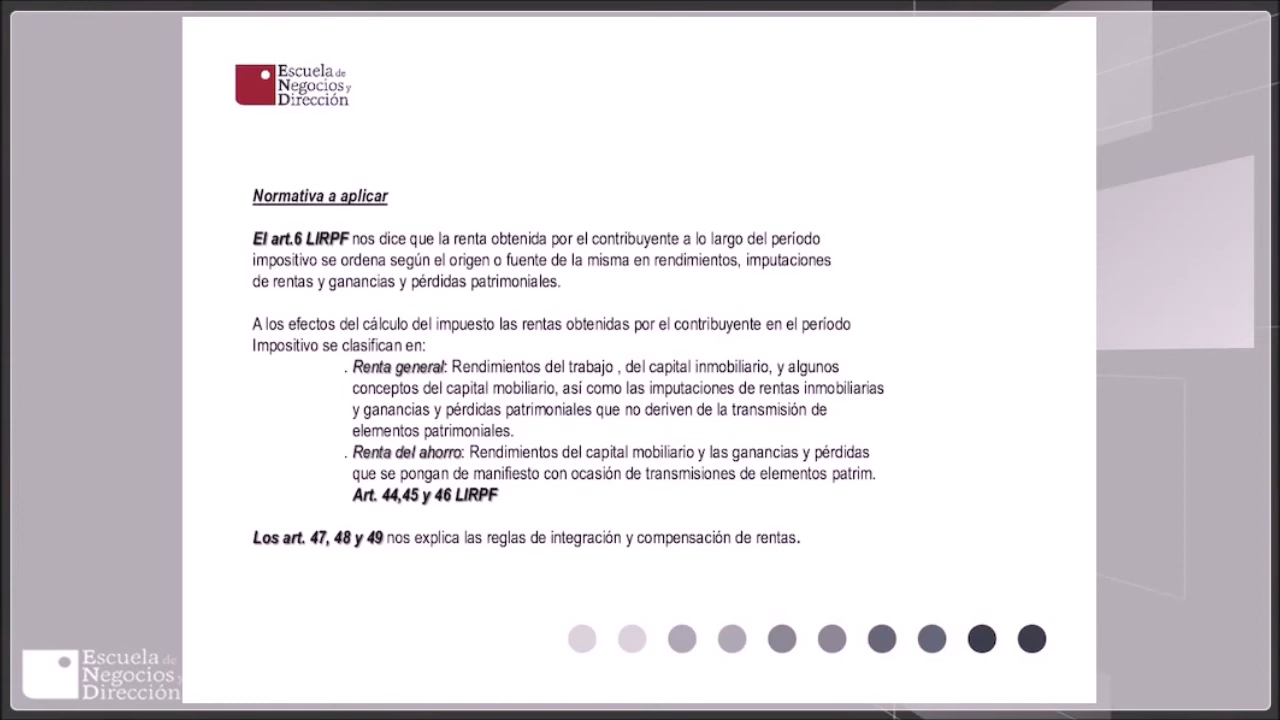 Escuela de
Negocios y
Dirección
Normativa a aplicar
El art.6 LIRPF nos dice que la renta obtenida por el contribuyente a lo largo del período
impositivo se ordena según el origen o fuente de la misma en rendimientos, imputaciones
de rentas y ganancias y pérdidas patrimoniales.
A los efectos del cálculo del impuesto las rentas obtenidas por el contribuyente en el período
Impositivo se clasifican en:
. Renta general: Rendimientos del trabajo , del capital inmobiliario, y algunos
conceptos del capital mobiliario, así como las imputaciones de rentas inmobiliarias
y ganancias y pérdidas patrimoniales que no deriven de la transmisión de
elementos patrimoniales.
. Renta del ahorro: Rendimientos del capital mobiliario y las ganancias y pérdidas
que se pongan de manifiesto con ocasión de transmisiones de elementos patrim.
Art. 44,45 y 46 LIRPF
Los art. 47, 48 y 49 nos explica las reglas de integración y compensación de rentas.
Escuela de
Negocios y
Dirección